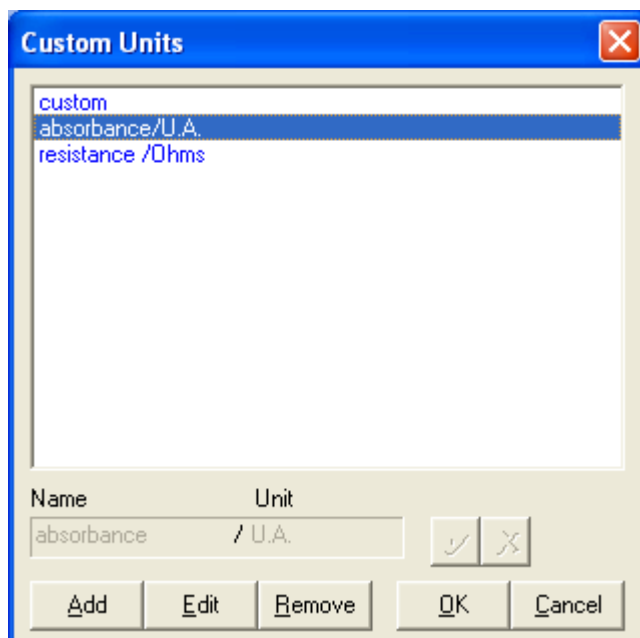 Custom Units
custom
absorbance/U.A.
resistance /Ohms
Name Unit
absorbance / U.A.
Add Edit Remove OK Cancel